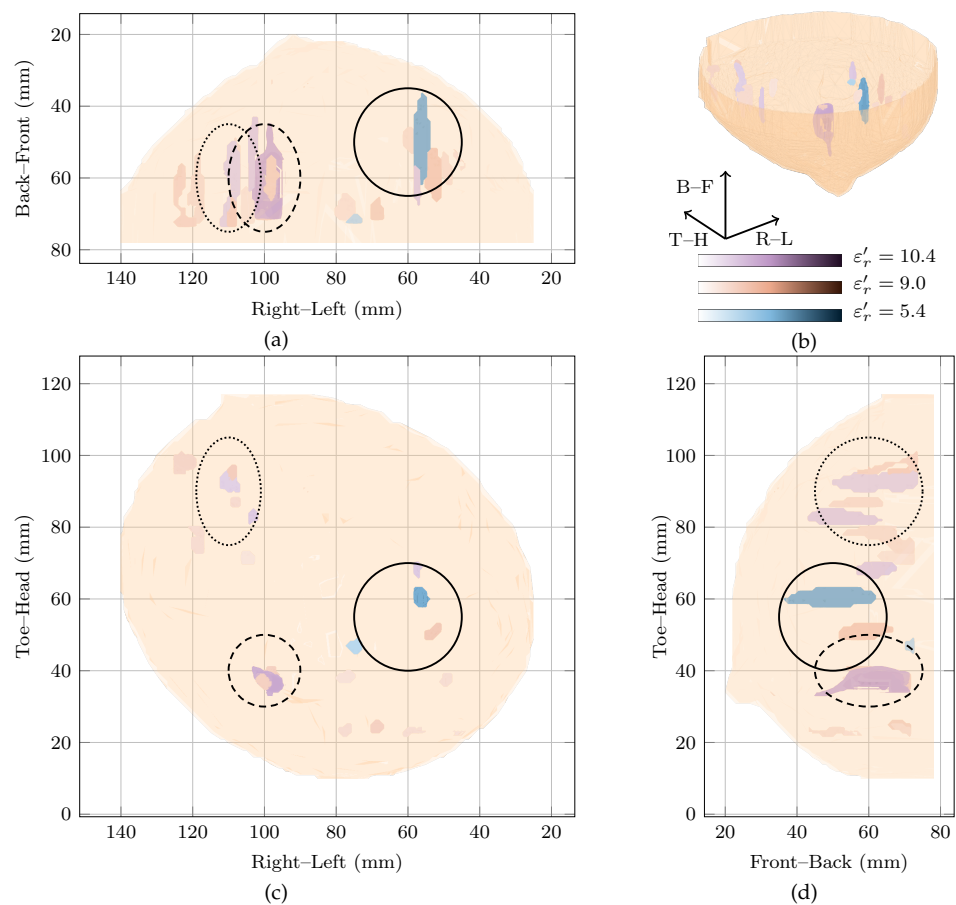 20
40
60
80
Back–Front (mm)
140 120 100 80 60 40 20
Right–Left (mm)
(a)
B–F
T–H
R–L
ε′r = 10.4
ε′r = 9.0
ε′r = 5.4
(b)
120
100
80
60
40
20
0
Toe–Head (mm)
140 120 100 80 60 40 20
Right–Left (mm)
(c)
120
100
80
60
40
20
0
Toe–Head (mm)
20 40 60 80
Front–Back (mm)
(d)